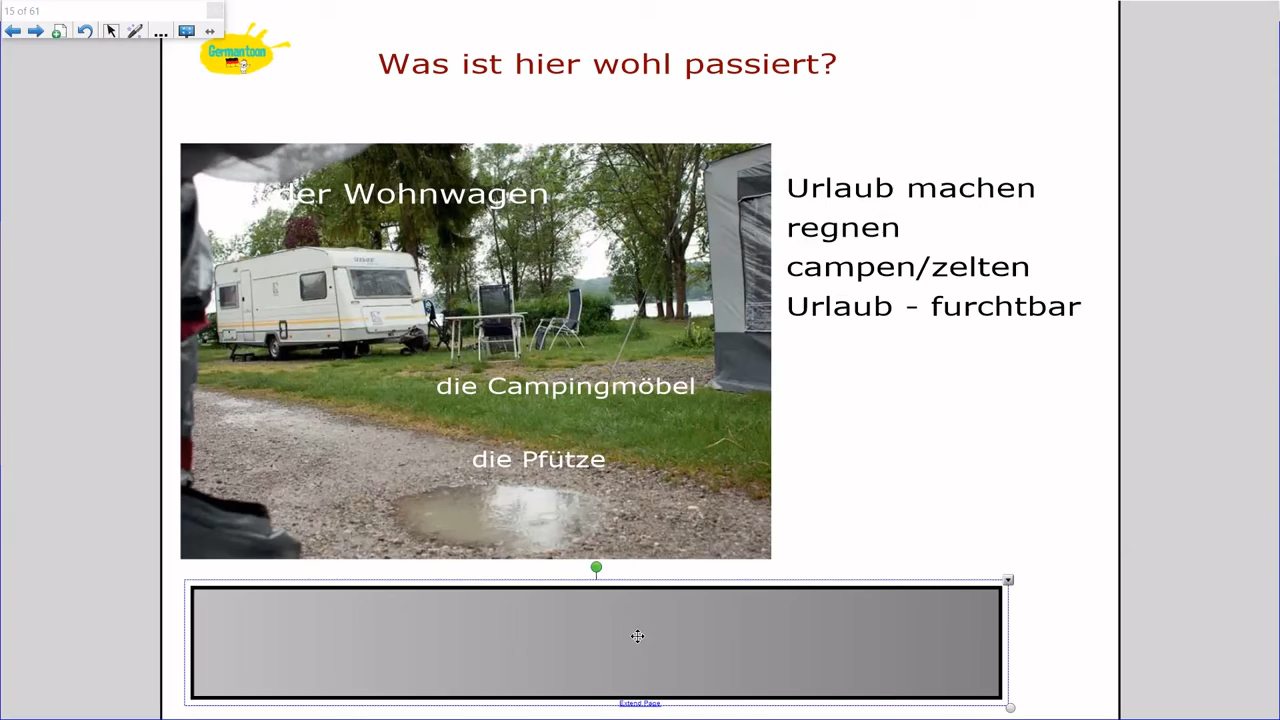 15 of 61
Germantoon
Was ist hier wohl passiert?
der Wohnwagen
Urlaub machen
regnen
campen/zelten
Urlaub - furchtbar
die Campingmöbel
die Pfütze
Extend Page